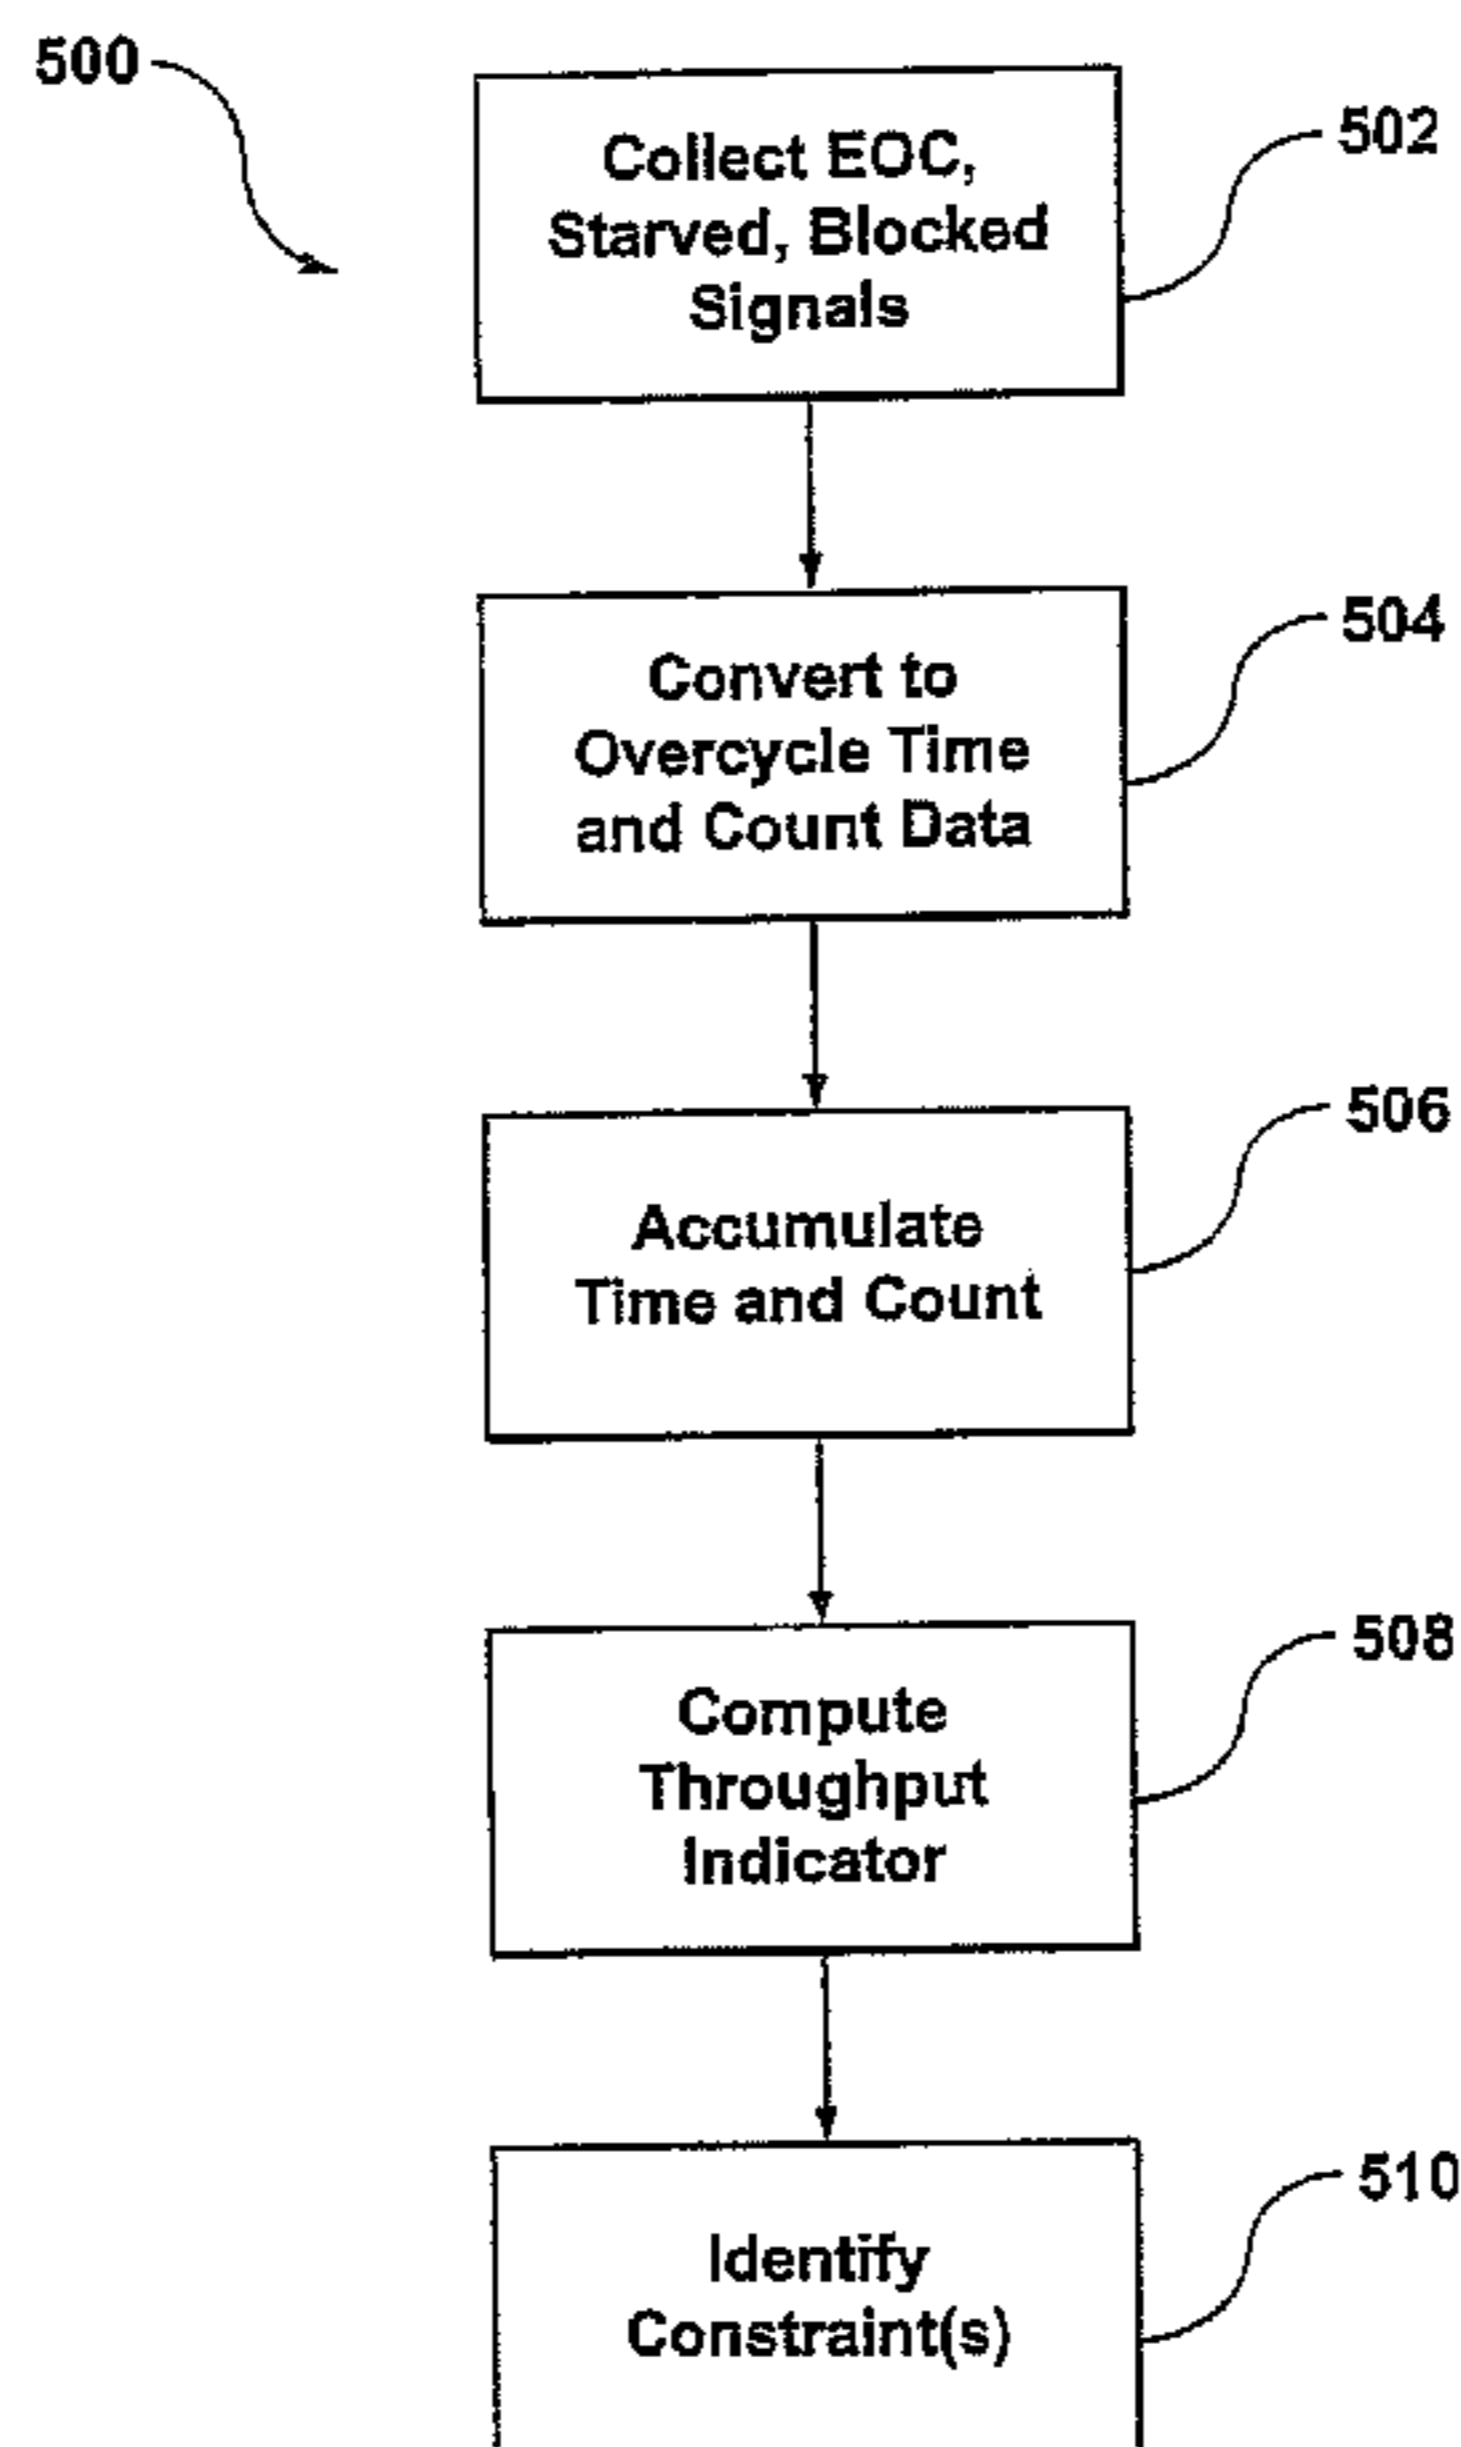 500
Collect EOC,
Starved, Blocked
Signals
502
Convert to
Overcycle Time
and Count Data
504
Accumulate
Time and Count
506
Compute
Throughput
Indicator
508
Identify
Constraint(s)
510